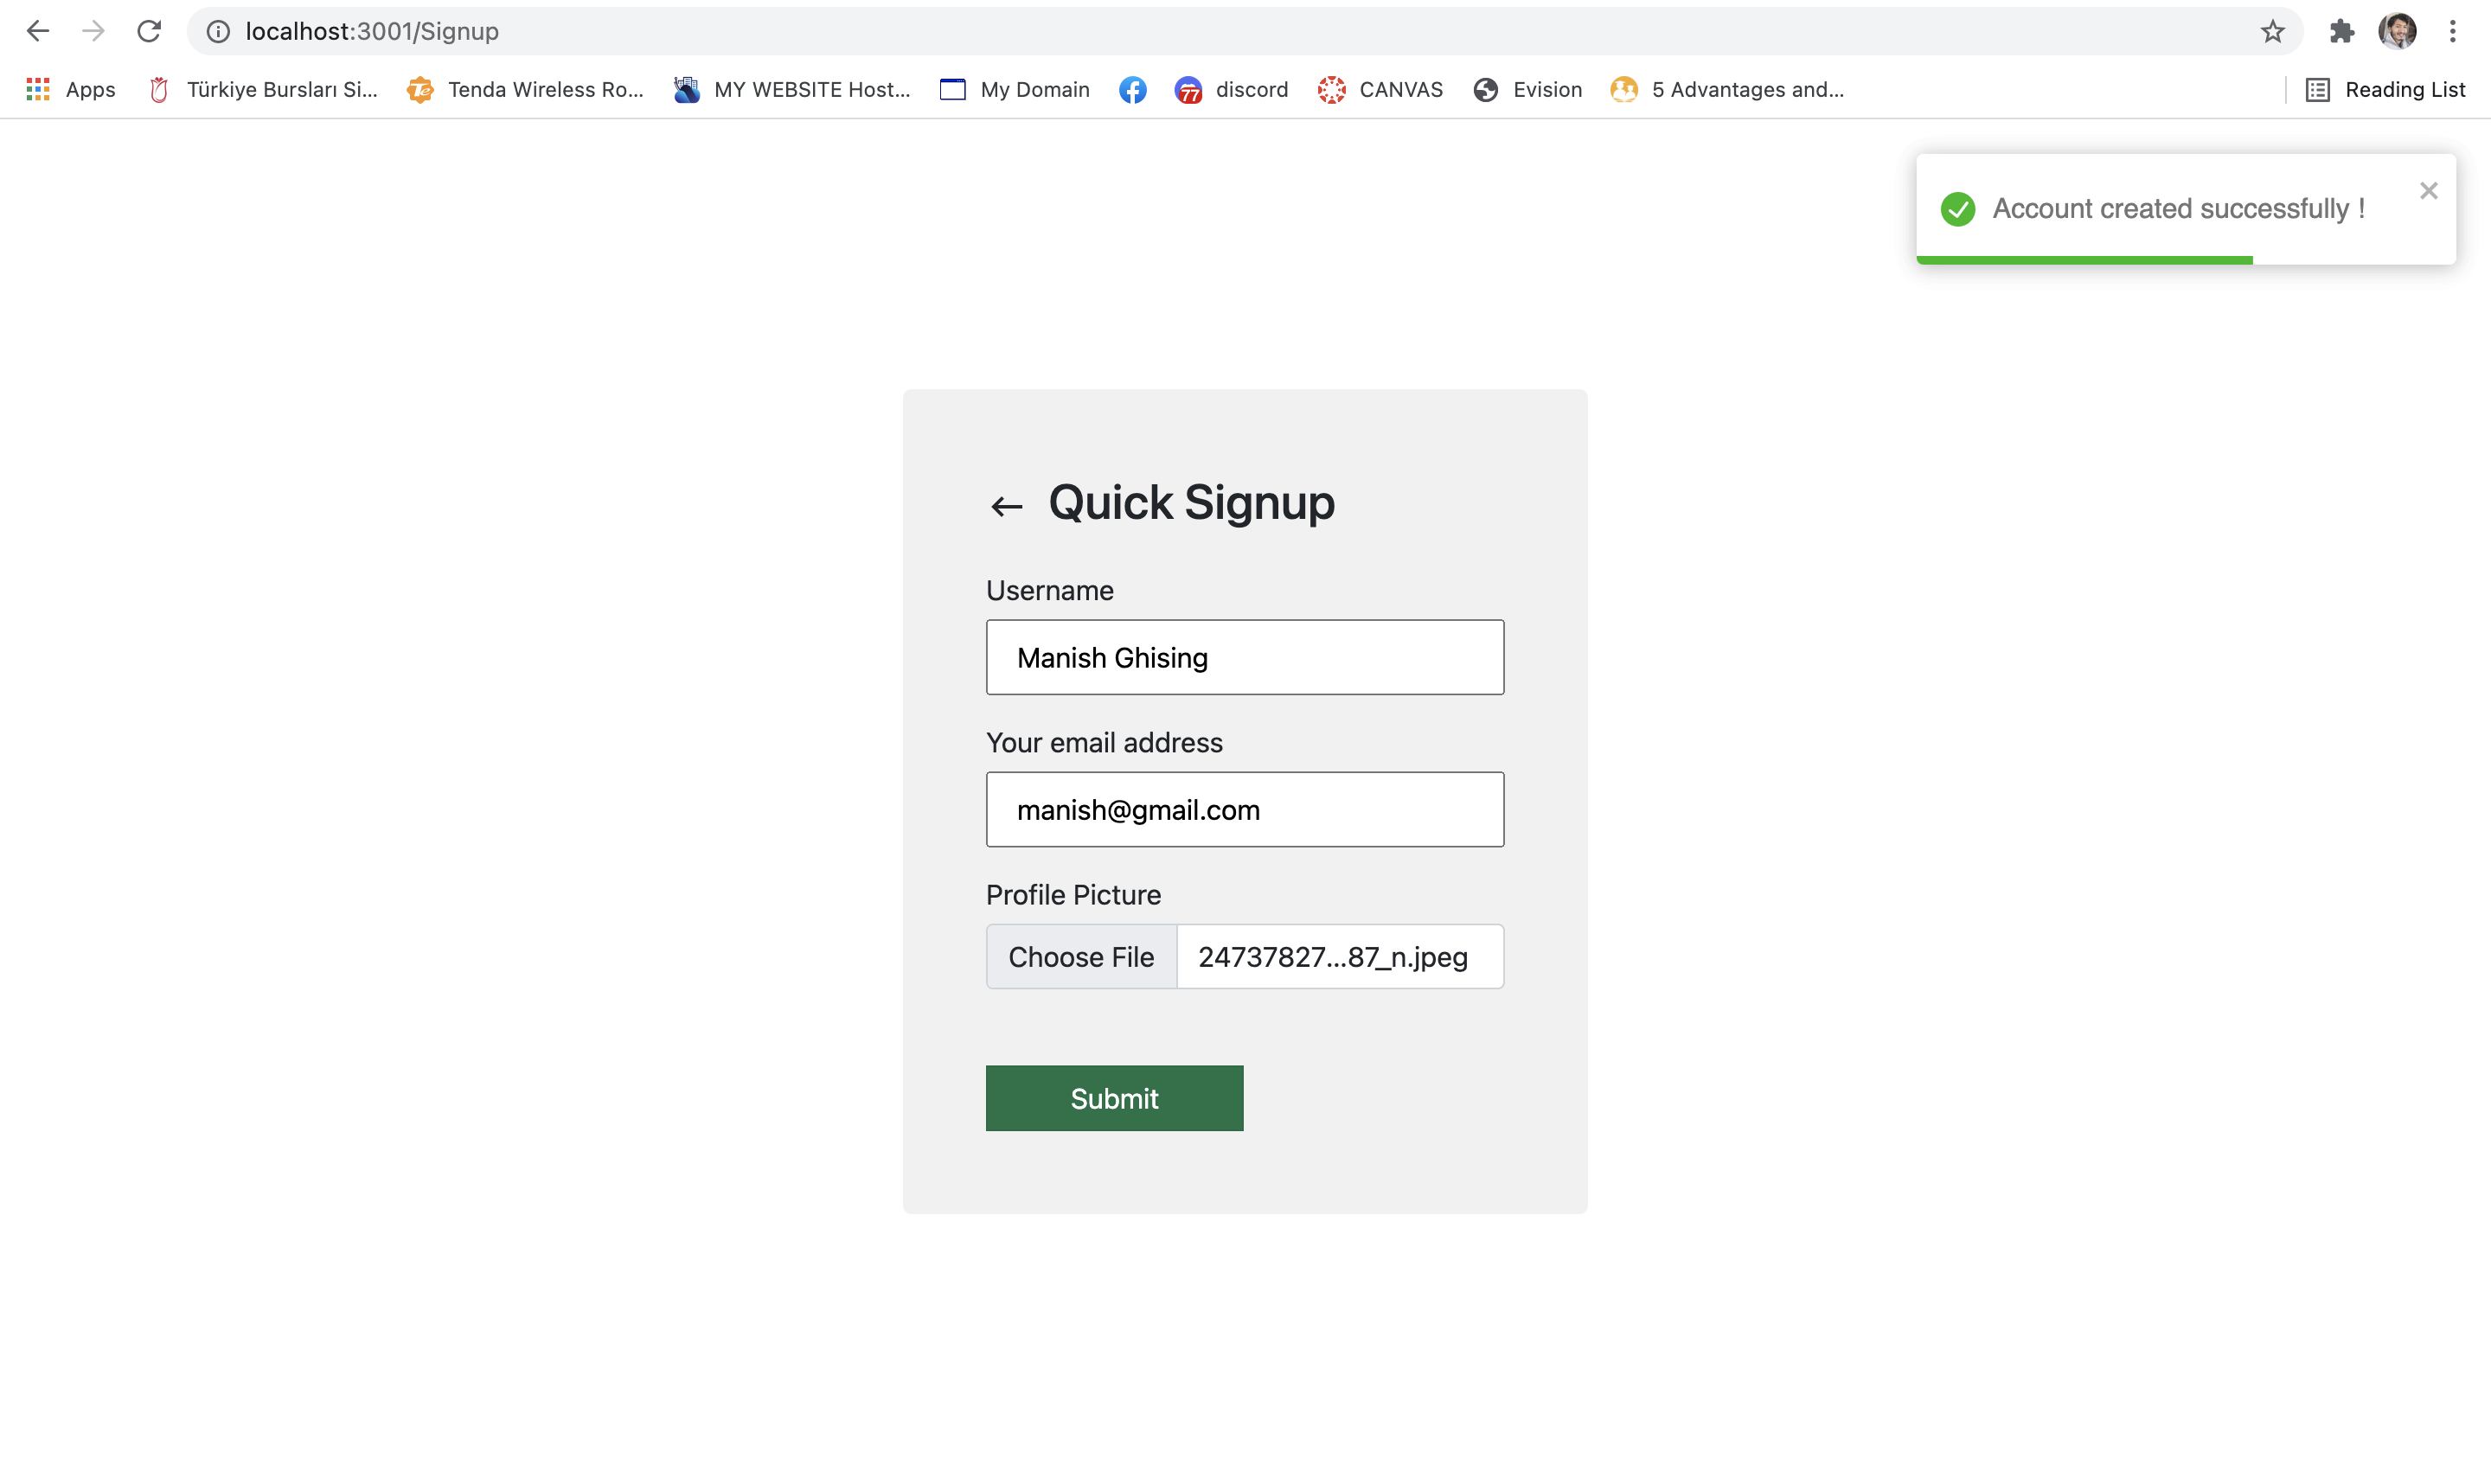 localhost:3001/Signup
Apps Türkiye Bursları Si... Tenda Wireless Ro... MY WEBSITE Host... My Domain 77 discord CANVAS Evision 5 Advantages and... Reading List
Account created successfully !
Quick Signup
Username
Manish Ghising
Your email address
manish@gmail.com
Profile Picture
Choose File 24737827...87_n.jpeg
Submit